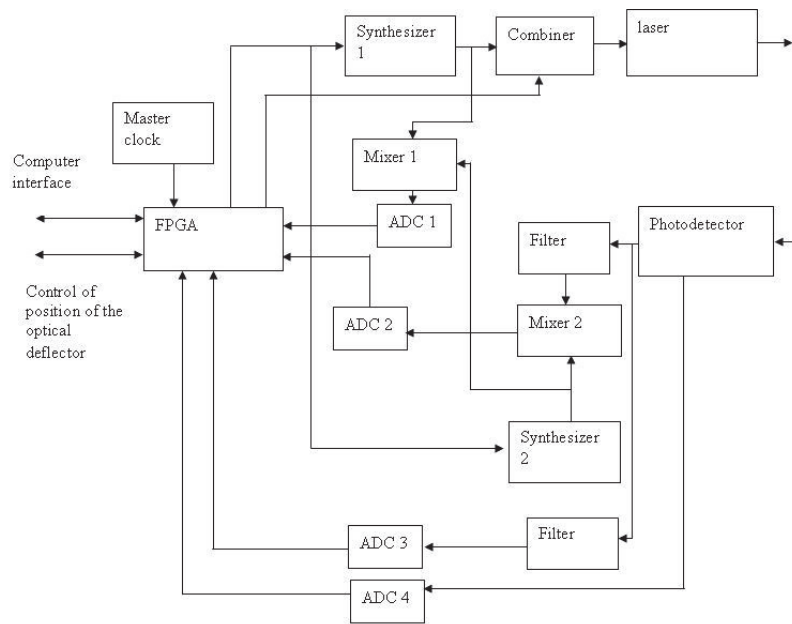 Synthesizer
1
Combiner
laser
Master
clock
Mixer 1
Computer
interface
FPGA
ADC 1
Filter
Photodetector
Control of
position of the
optical
deflector
ADC 2
Mixer 2
Synthesizer
2
ADC 3
Filter
ADC 4